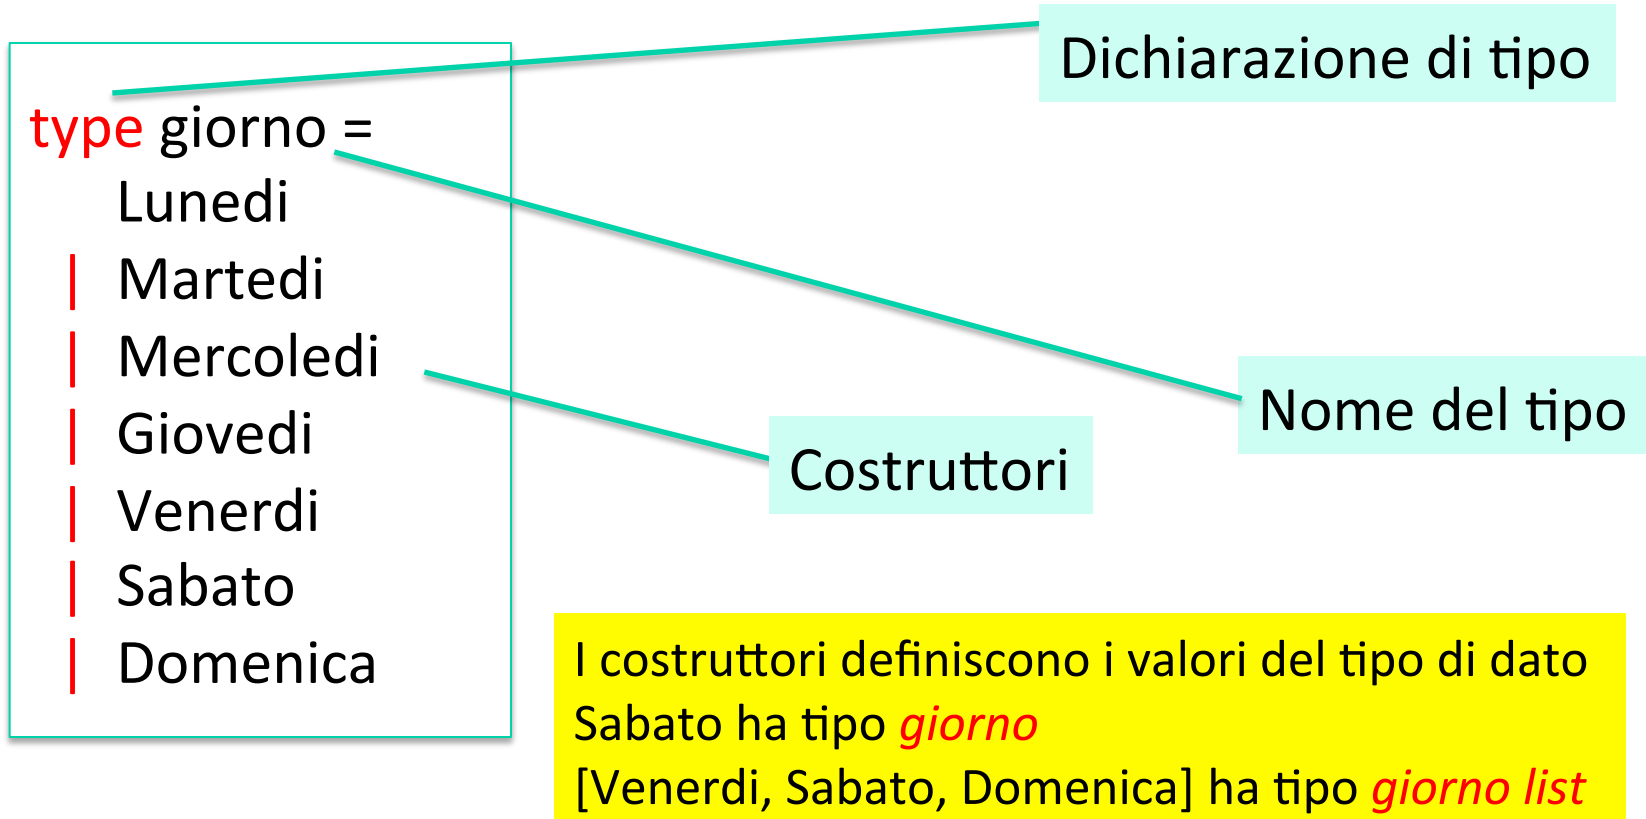 Dichiarazione di tipo
type giorno =
Lunedi
| Martedi
| Mercoledi
| Giovedi
| Venerdi
| Sabato
| Domenica
Nome del tipo
Costruttori
I costruttori definiscono i valori del tipo di dato
Sabato ha tipo giorno
[Venerdi, Sabato, Domenica] ha tipo giorno list